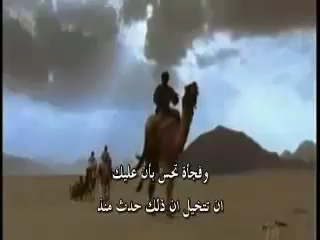 وفجأة تحس بأن عليك
ان تتخيل ان ذلك حدث منذ